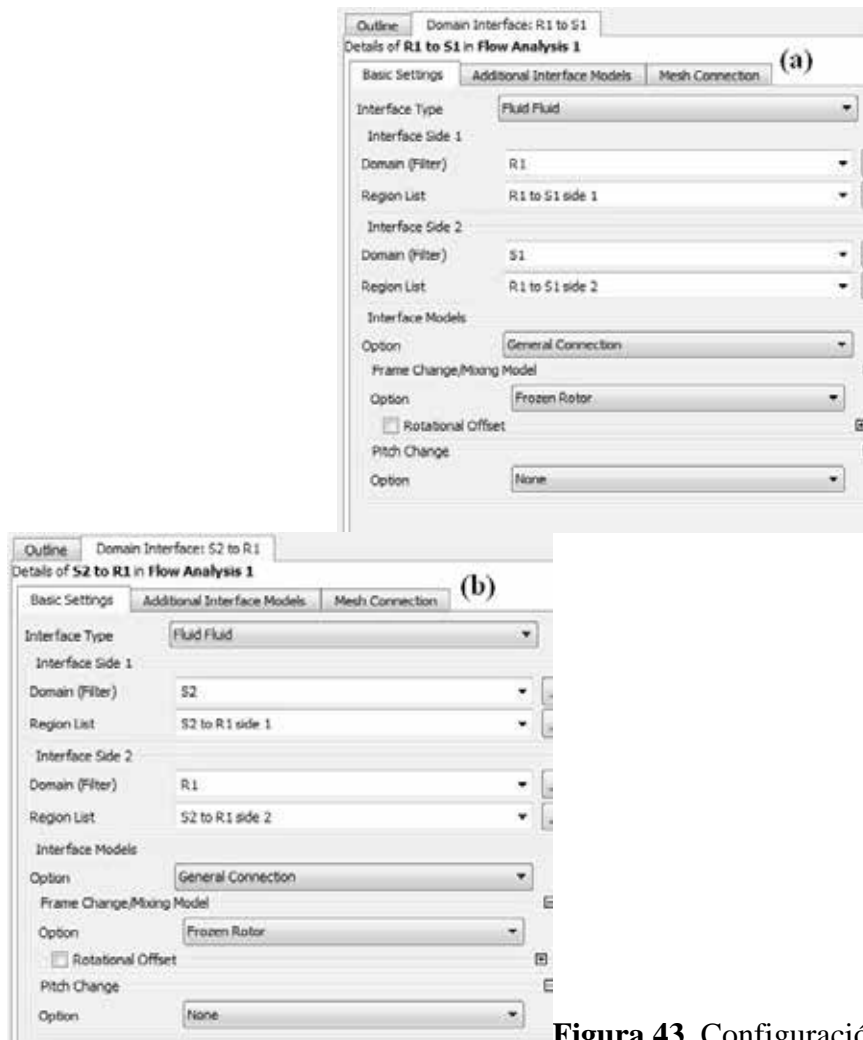 Outline Domain Interface: R1 to S1
Details of R1 to S1 in Flow Analysis 1
Basic Settings Additional Interface Models Mesh Connection (a)
Interface Type Fluid Fluid
Interface Side 1
Domain (Filter) R1
Region List R1 to S1 side 1
Interface Side 2
Domain (Filter) S1
Region List R1 to S1 side 2
Interface Models
Option General Connection
Frame Change/Mixing Model
Option Frozen Rotor
Rotational Offset
Pitch Change
Option None
Outline Domain Interface: S2 to R1
Details of S2 to R1 in Flow Analysis 1
Basic Settings Additional Interface Models Mesh Connection (b)
Interface Type Fluid Fluid
Interface Side 1
Domain (Filter) S2
Region List S2 to R1 side 1
Interface Side 2
Domain (Filter) R1
Region List S2 to R1 side 2
Interface Models
Option General Connection
Frame Change/Mixing Model
Option Frozen Rotor
Rotational Offset
Pitch Change
Option None
Figura 43. Configuració